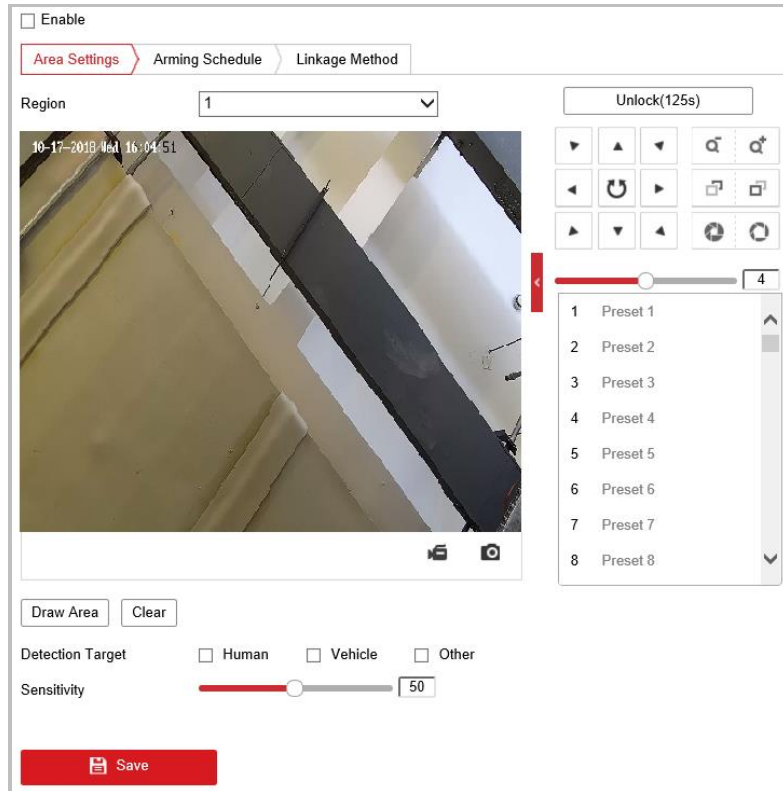 Enable
Area Settings Arming Schedule Linkage Method
Region 1
Unlock(125s)
10-17-2018 Wed 16:04:51
4
1 Preset 1
2 Preset 2
3 Preset 3
4 Preset 4
5 Preset 5
6 Preset 6
7 Preset 7
8 Preset 8
Draw Area Clear
Detection Target Human Vehicle Other
Sensitivity 50
Save